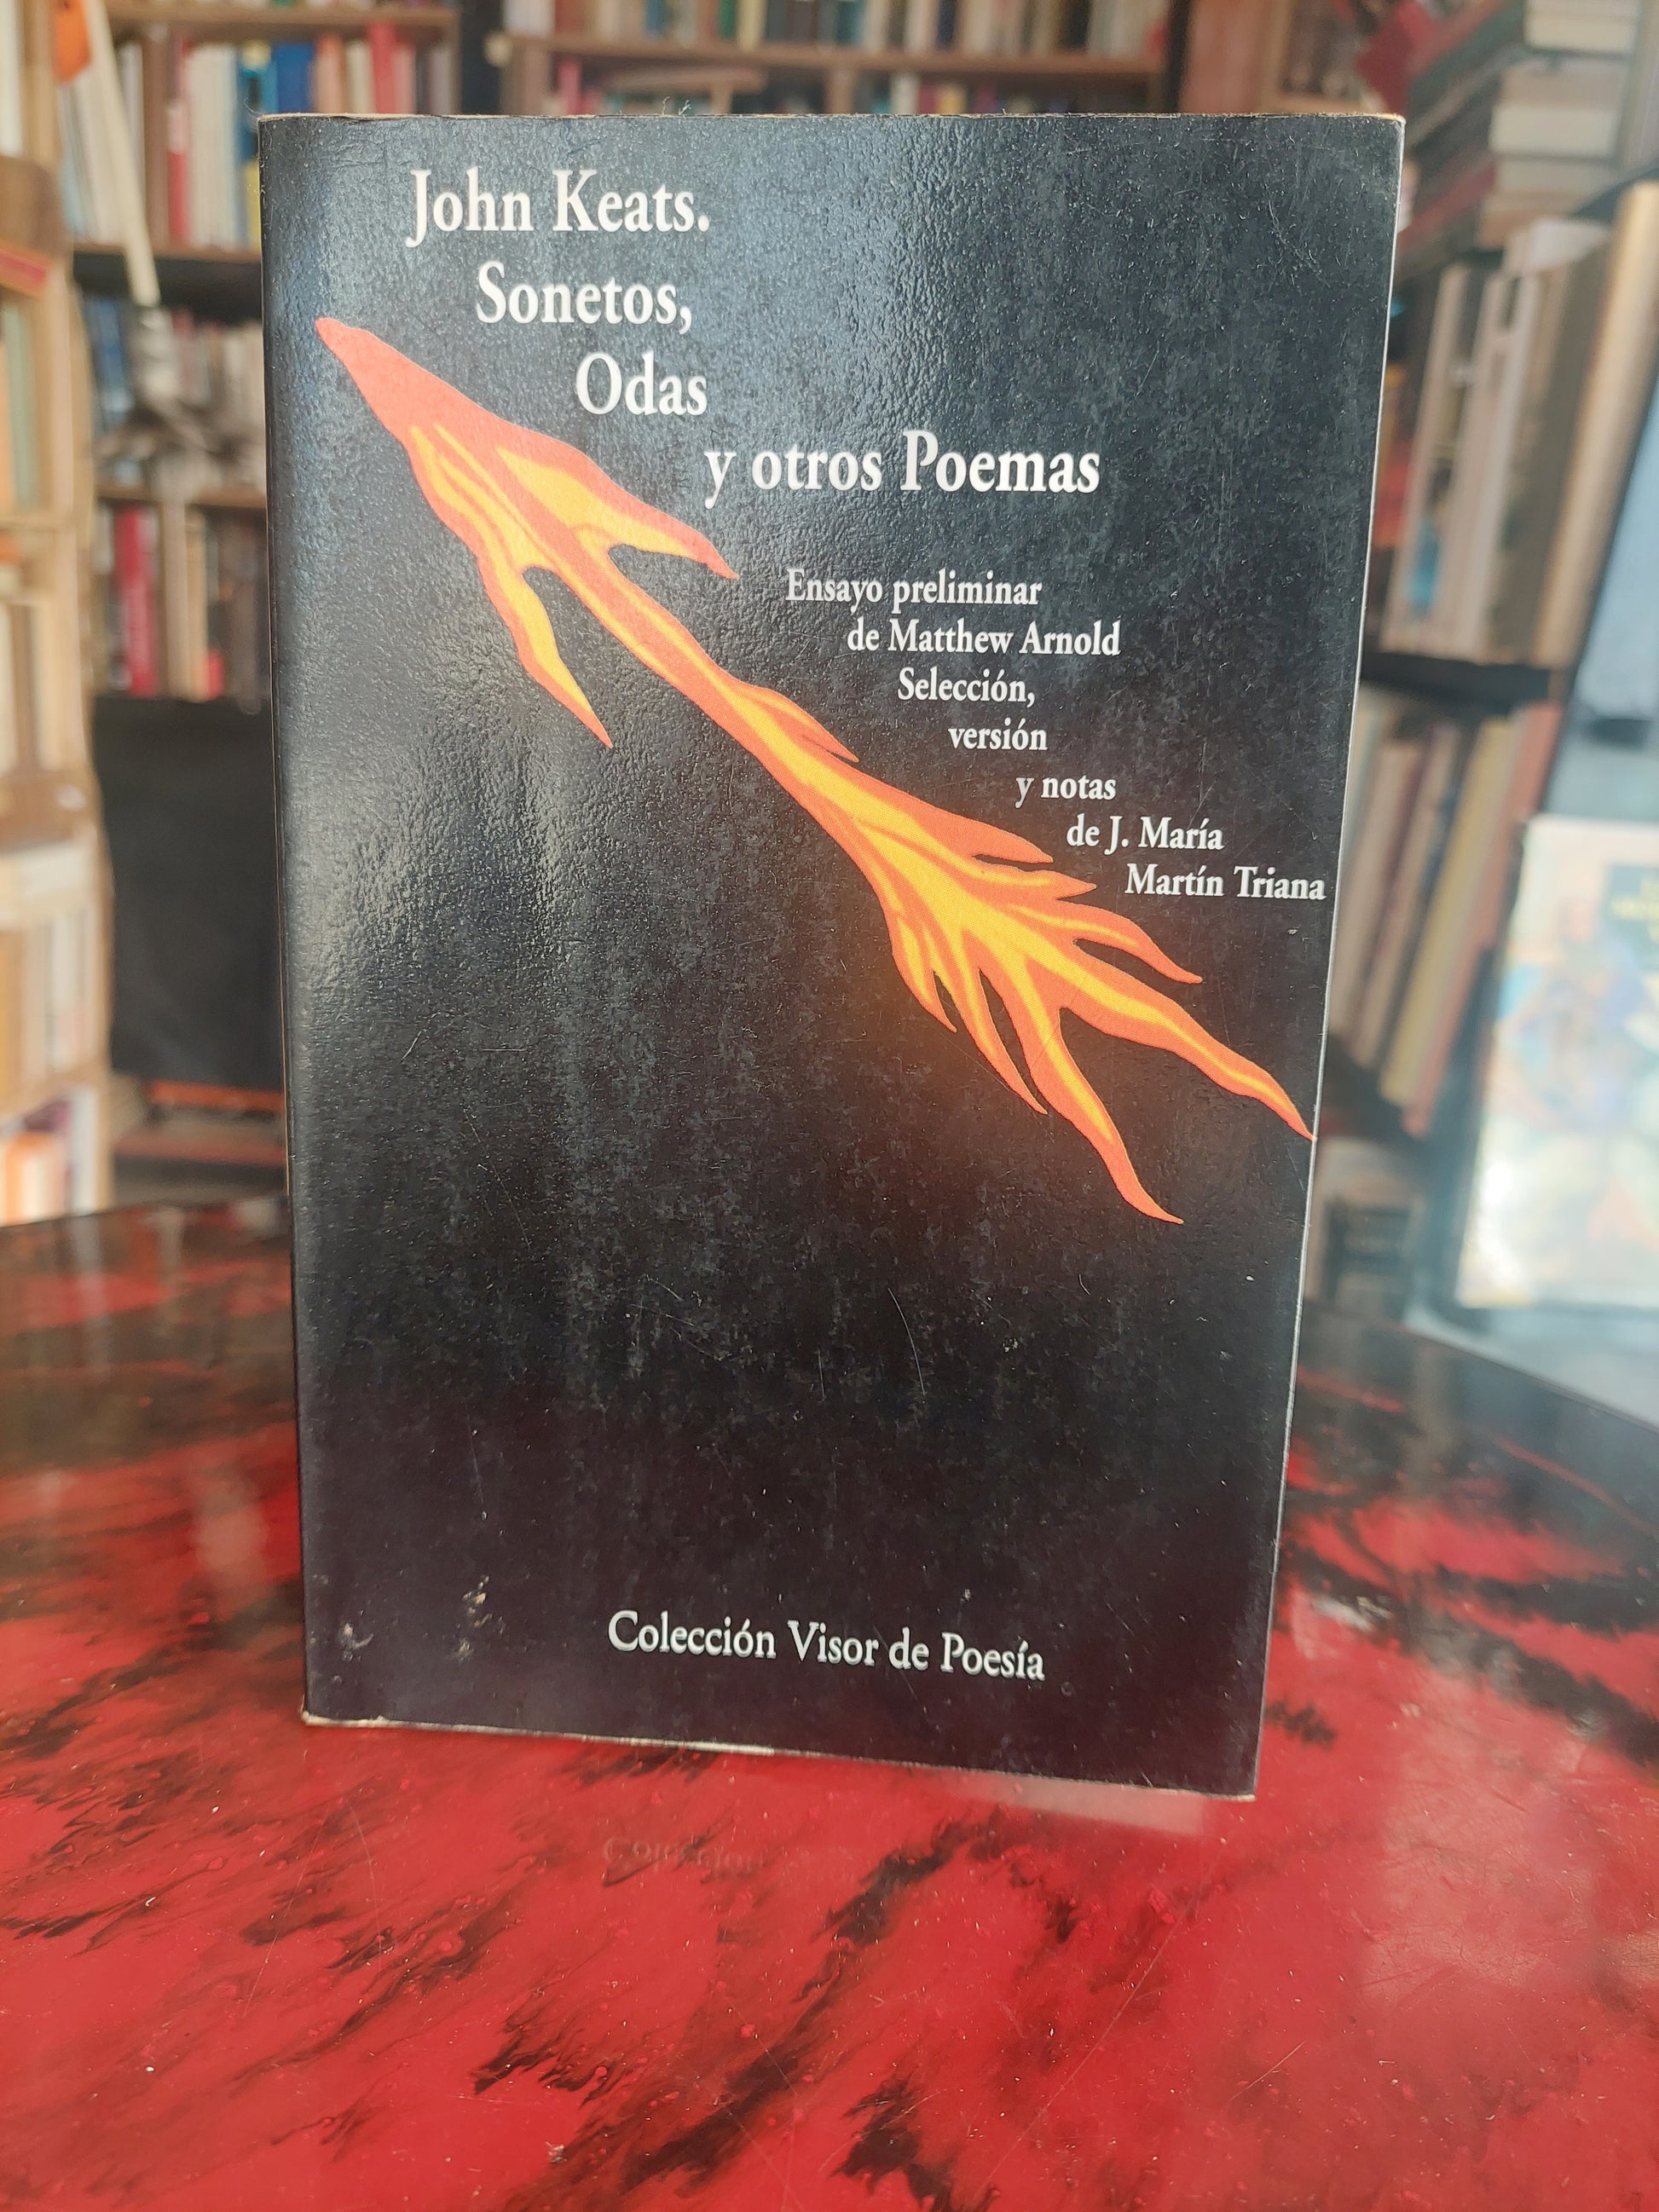 John Keats.
Sonetos,
Odas
y otros Poemas
Ensayo preliminar
de Matthew Arnold
Selección,
versión
y notas
de J. María
Martín Triana
Colección Visor de Poesía